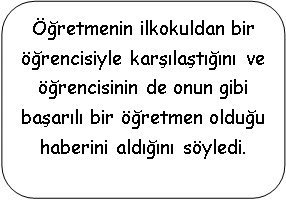 Öğretmenin ilkokuldan bir
öğrencisiyle karşılaştığını ve
öğrencisinin de onun gibi
başarılı bir öğretmen olduğu
haberini aldığını söyledi.